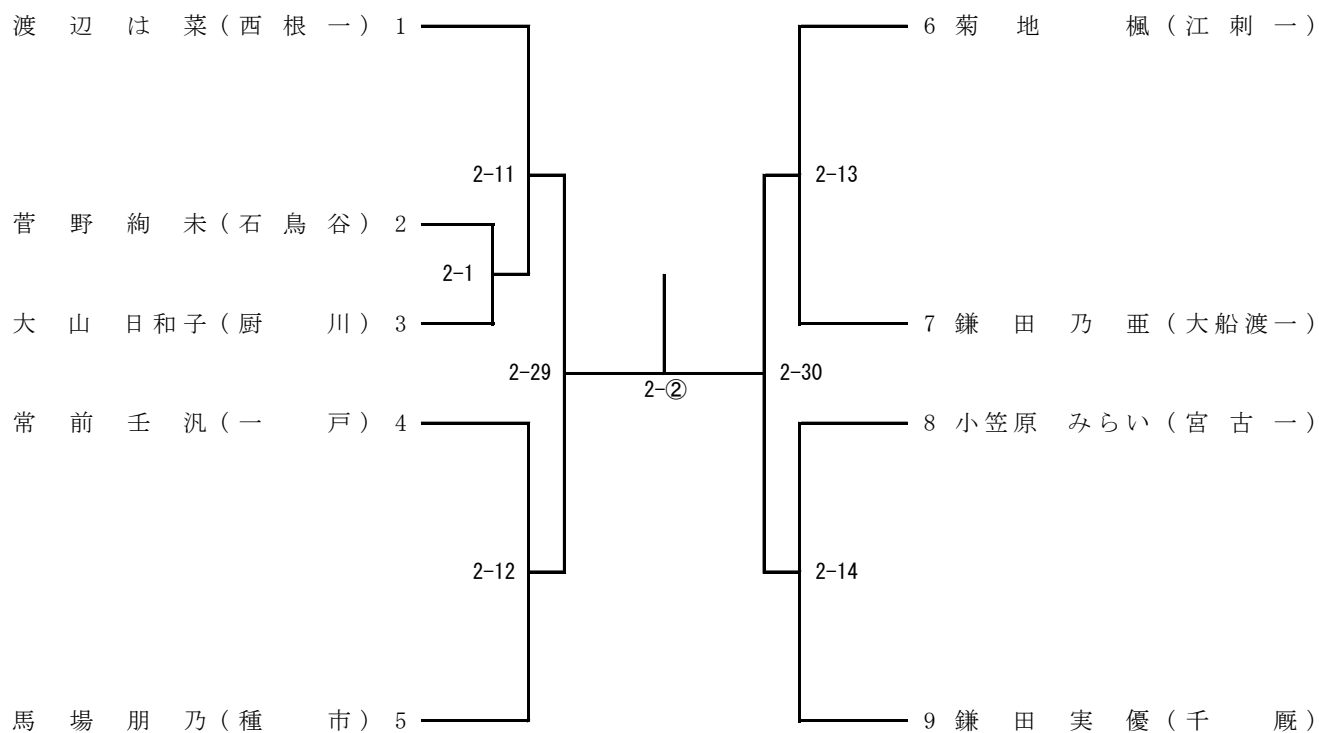 渡辺は菜(西根一) 1
6 菊地楓(江刺一)
2-11
2-13
菅野絢未(石鳥谷) 2
2-1
大山日和子(厨川) 3
7 鎌田乃亜(大船渡一)
2-29
2-②
2-30
常前壬汎(一戸) 4
8 小笠原みらい(宮古一)
2-12
2-14
馬場朋乃(種市) 5
9 鎌田実優(千厩)